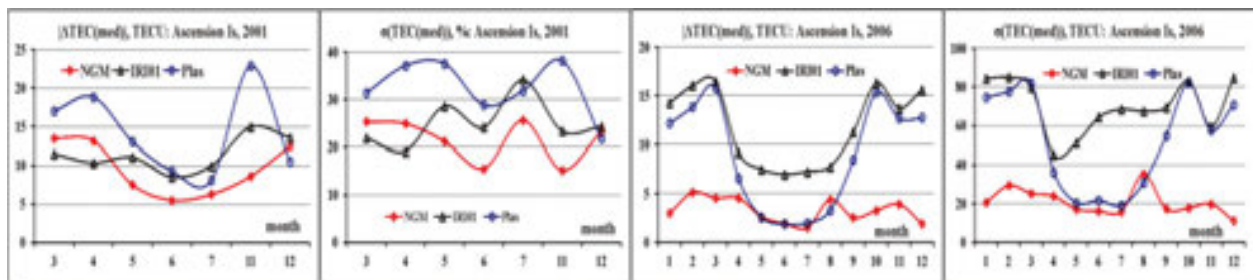 |ΔTEC(med)|, TECU: Ascension Is, 2001
25
20
15
10
5
0
NGM IRI01 Plas
month
3 4 5 6 7 11 12
σ(TEC(med)), %: Ascension Is, 2001
40
30
20
10
0
NGM IRI01 Plas
month
3 4 5 6 7 11 12
|ΔTEC(med)|, TECU: Ascension Is, 2006
20
15
10
5
0
NGM IRI01 Plas
month
1 2 3 4 5 6 7 8 9 10 11 12
σ(TEC(med)), TECU: Ascension Is, 2006
100
80
60
40
20
0
NGM IRI01 Plas
month
1 2 3 4 5 6 7 8 9 10 11 12